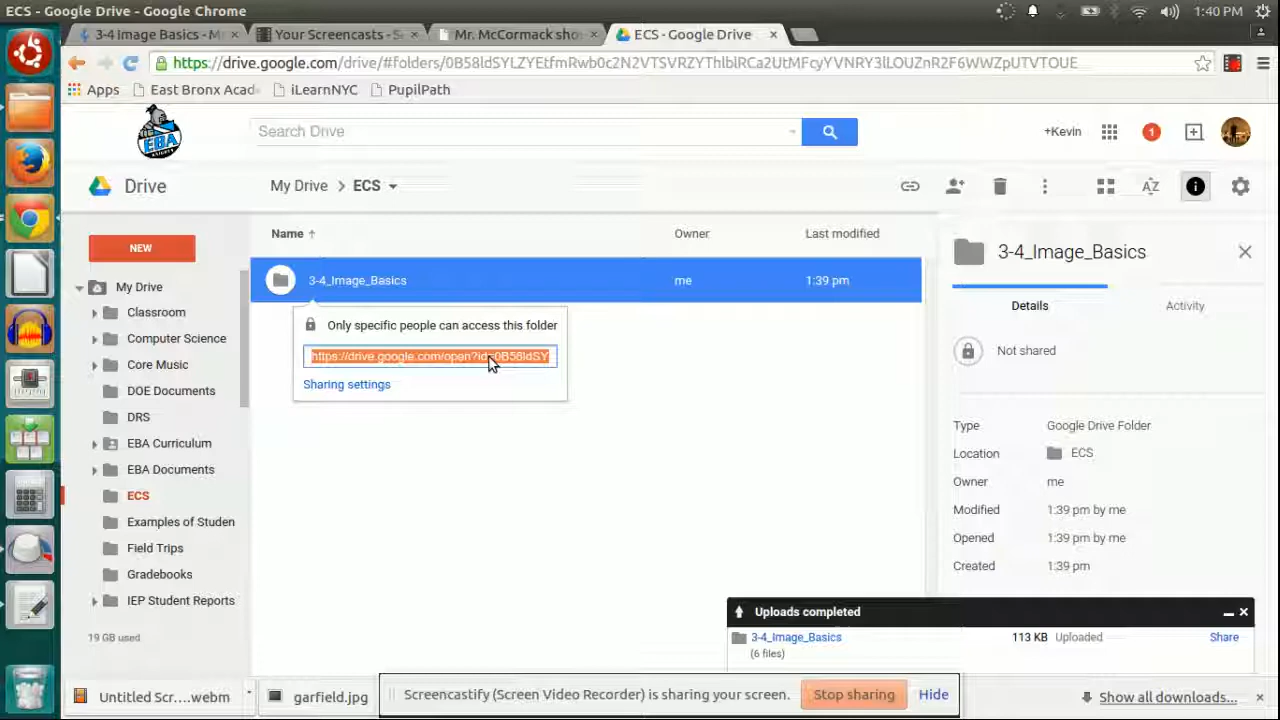 ECS - Google Drive - Google Chrome
1:40 PM
3-4 Image Basics - M
Your Screencasts - S
Mr. McCormack sho
ECS - Google Drive
Apps
East Bronx Acad
iLearnNYC
PupilPath
EBA
Search Drive
+Kevin
1
Drive
My Drive > ECS
AZ
NEW
Name ↑
Owner
Last modified
3-4_Image_Basics
me
1:39 pm
Only specific people can access this folder
https://drive.google.com/open?id=0B58ldSY
Sharing settings
My Drive
Classroom
Computer Science
Core Music
DOE Documents
DRS
EBA Curriculum
EBA Documents
ECS
Examples of Studen
Field Trips
Gradebooks
IEP Student Reports
19 GB used
3-4_Image_Basics
Details
Activity
Not shared
Type Google Drive Folder
Location ECS
Owner me
Modified 1:39 pm by me
Opened 1:39 pm by me
Created 1:39 pm
Uploads completed
3-4_Image_Basics 113 KB Uploaded Share
(6 files)
Untitled Scr....webm
garfield.jpg
Screencastify (Screen Video Recorder) is sharing your screen.
Stop sharing
Hide
Show all downloads...